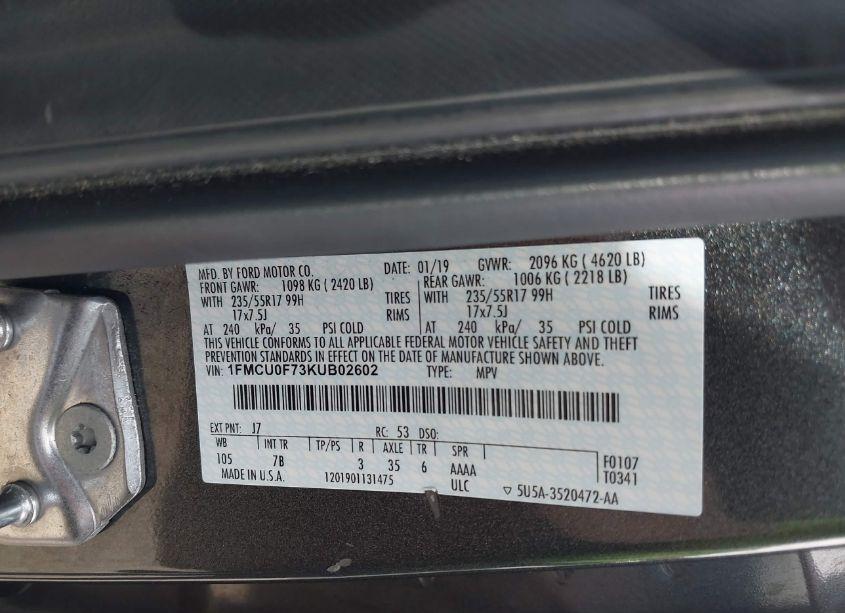 MFD. BY FORD MOTOR CO. DATE: 01/19 GVWR: 2096 KG ( 4620 LB)
FRONT GAWR: 1098 KG ( 2420 LB) REAR GAWR: 1006 KG ( 2218 LB)
WITH 235/55R17 99H TIRES WITH 235/55R17 99H TIRES
17x7.5J RIMS 17x7.5J RIMS
AT 240 kPa/ 35 PSI COLD AT 240 kPa/ 35 PSI COLD
THIS VEHICLE CONFORMS TO ALL APPLICABLE FEDERAL MOTOR VEHICLE SAFETY AND THEFT
PREVENTION STANDARDS IN EFFECT ON THE DATE OF MANUFACTURE SHOWN ABOVE.
VIN: 1FMCU0F73KUB02602 TYPE: MPV
EXT PNT: J7 RC: 53 DSO:
WB INT TR TP/PS R AXLE TR SPR
105 7B 3 35 6 AAAA F0107
MADE IN U.S.A. 1201901131475 ULC T0341
▽ 5U5A-3520472-AA